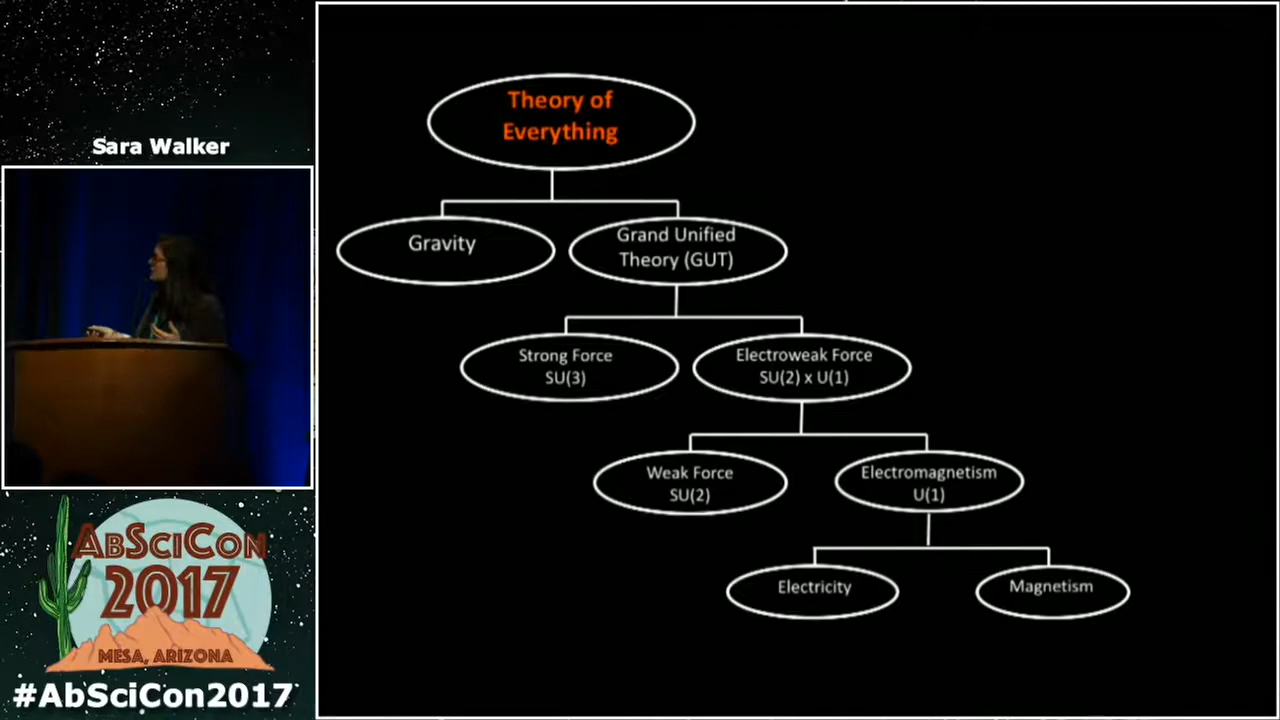 Sara Walker
AbSciCon
2017
MESA, ARIZONA
#AbSciCon2017
Theory of
Everything
Gravity
Grand Unified
Theory (GUT)
Strong Force
SU(3)
Electroweak Force
SU(2) x U(1)
Weak Force
SU(2)
Electromagnetism
U(1)
Electricity
Magnetism